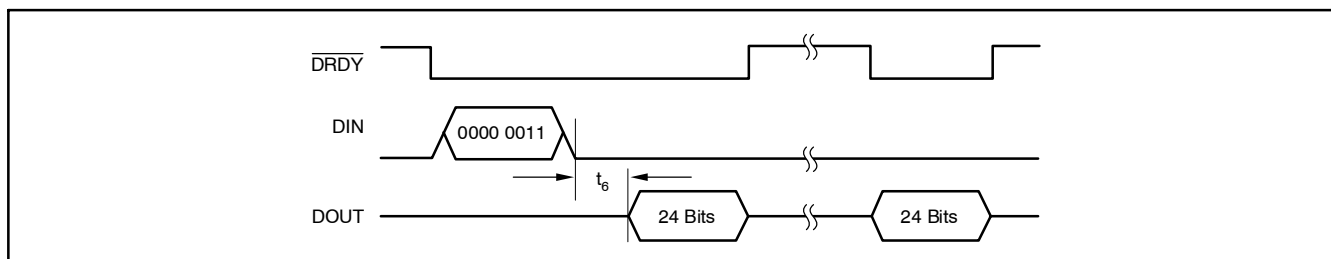 DRDY
DIN
0000 0011
t6
DOUT
24 Bits
24 Bits